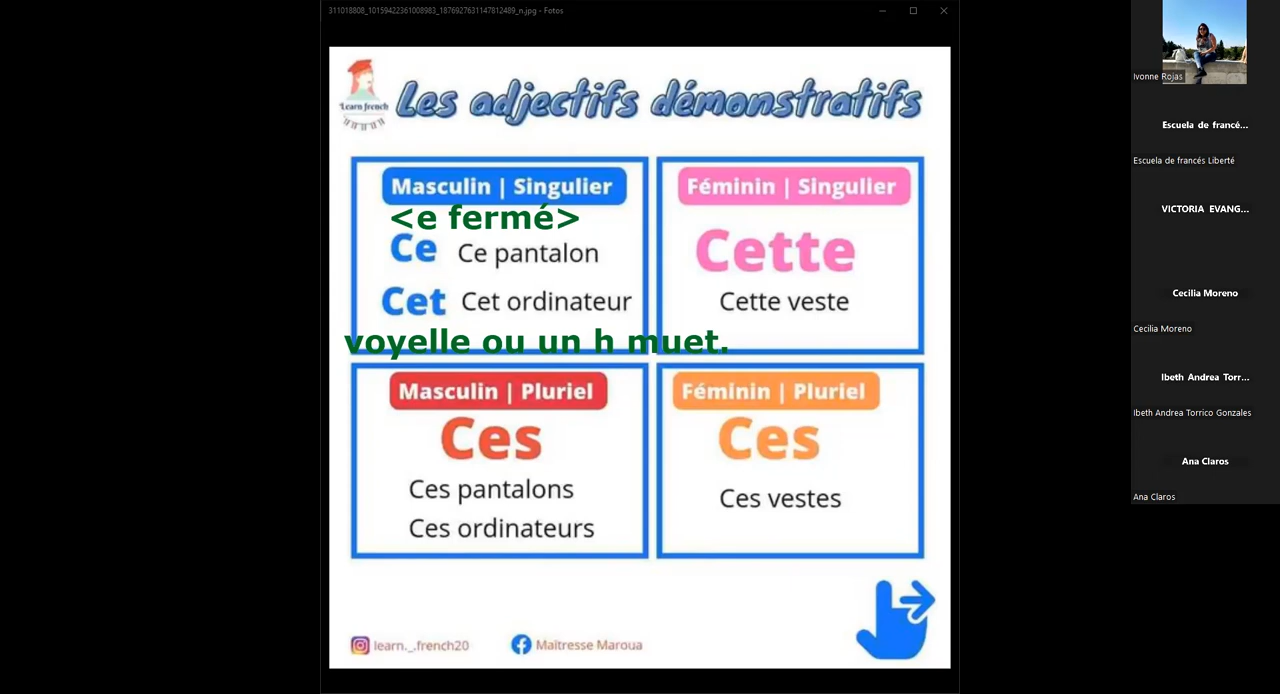 311018808_10159422361008983_1876927631147812489_n.jpg - Fotos
Learn french
Les adjectifs démonstratifs
Masculin | Singulier
<e fermé>
Ce Ce pantalon
Cet Cet ordinateur
voyelle ou un h muet.
Féminin | Singulier
Cette
Cette veste
Masculin | Pluriel
Ces
Ces pantalons
Ces ordinateurs
Féminin | Pluriel
Ces
Ces vestes
learn._.french20
Maîtresse Maroua
Ivonne Rojas
Escuela de francé...
Escuela de francés Liberté
VICTORIA EVANG...
Cecilia Moreno
Cecilia Moreno
Ibeth Andrea Torr...
Ibeth Andrea Torrico Gonzales
Ana Claros
Ana Claros